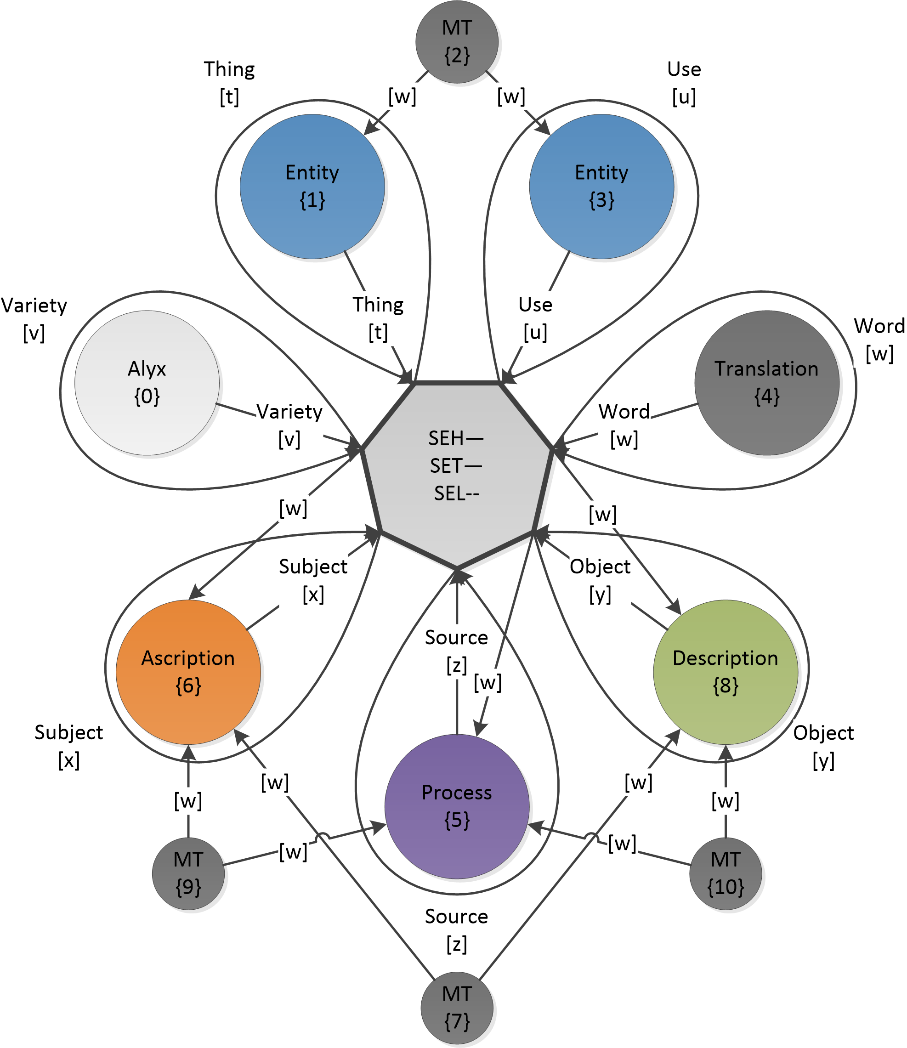 MT
{2}
Thing
[t]
Use
[u]
[w]
[w]
Entity
{1}
Entity
{3}
Thing
[t]
Use
[u]
Variety
[v]
Word
[w]
Alyx
{0}
Translation
{4}
Variety
[v]
Word
[w]
SEH—
SET—
SEL--
[w]
[w]
Subject
[x]
Object
[y]
Source
[z]
[w]
Ascription
{6}
Description
{8}
Subject
[x]
Object
[y]
[w]
[w]
[w]
[w]
Process
{5}
[w]
[w]
MT
{9}
MT
{10}
Source
[z]
MT
{7}